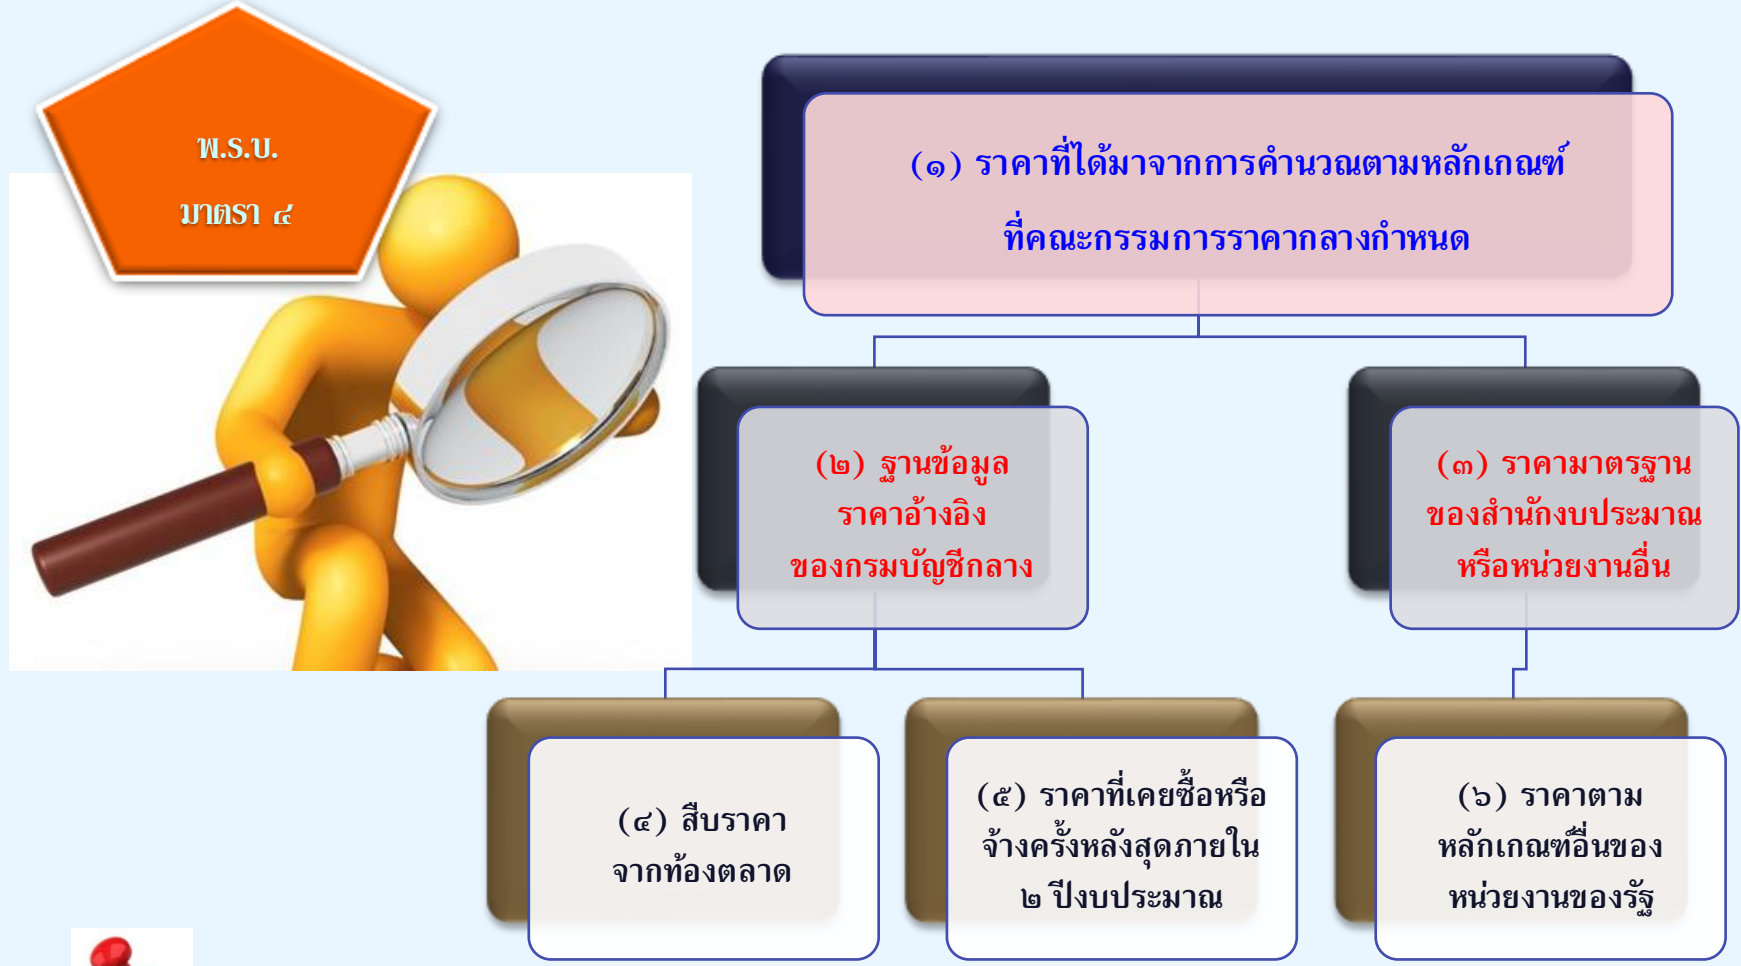 พ.ร.บ.
มาตรา ๔
(๑) ราคาที่ได้มาจากการคำนวณตามหลักเกณฑ์
ที่คณะกรรมการราคากลางกำหนด
(๒) ฐานข้อมูล
ราคาอ้างอิง
ของกรมบัญชีกลาง
(๓) ราคามาตรฐาน
ของสำนักงบประมาณ
หรือหน่วยงานอื่น
(๔) สืบราคา
จากท้องตลาด
(๕) ราคาที่เคยซื้อหรือ
จ้างครั้งหลังสุดภายใน
๒ ปีงบประมาณ
(๖) ราคาตาม
หลักเกณฑ์อื่นของ
หน่วยงานของรัฐ